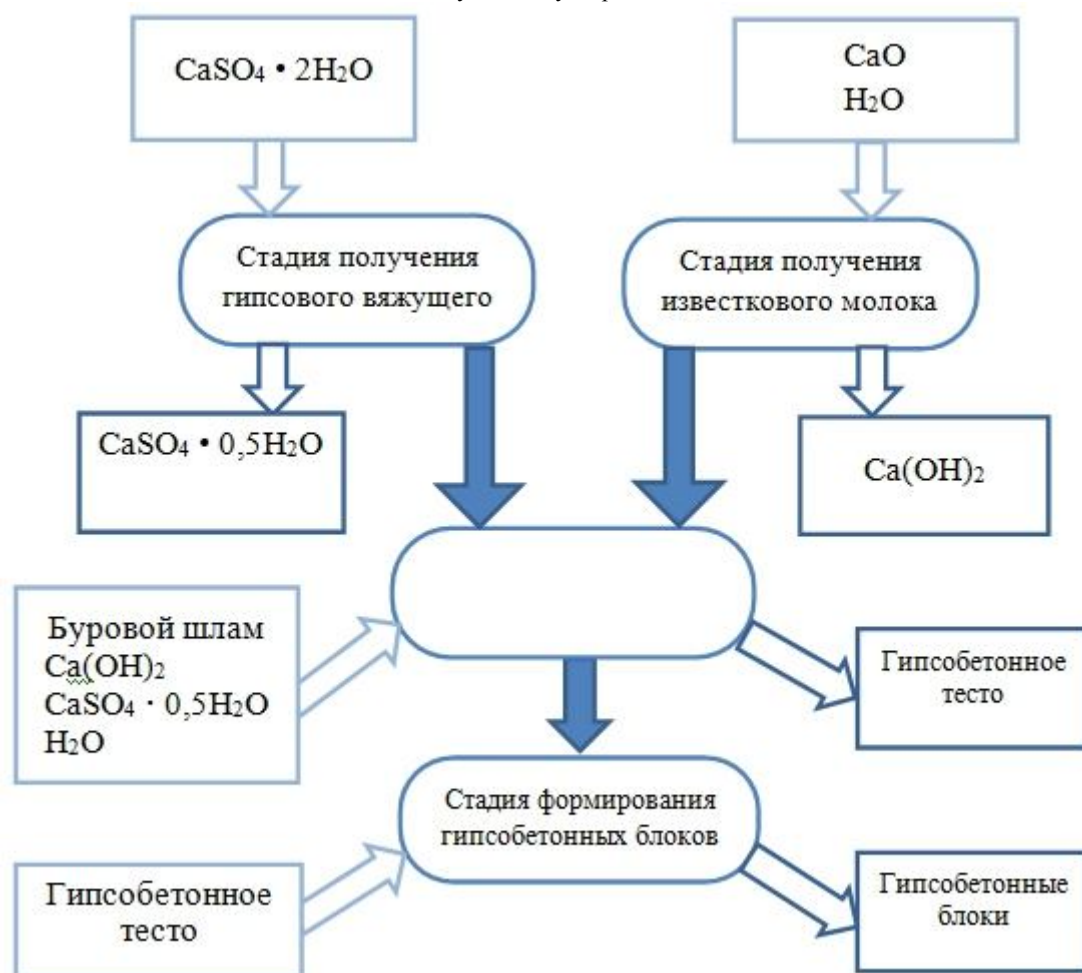 CaSO₄ • 2H₂O
CaO
H₂O
Стадия получения
гипсового вяжущего
Стадия получения
известкового молока
CaSO₄ • 0,5H₂O
Ca(OH)₂
Буровой шлам
Ca(OH)₂
CaSO₄ · 0,5H₂O
H₂O
Гипсобетонное
тесто
Стадия формирования
гипсобетонных блоков
Гипсобетонное
тесто
Гипсобетонные
блоки